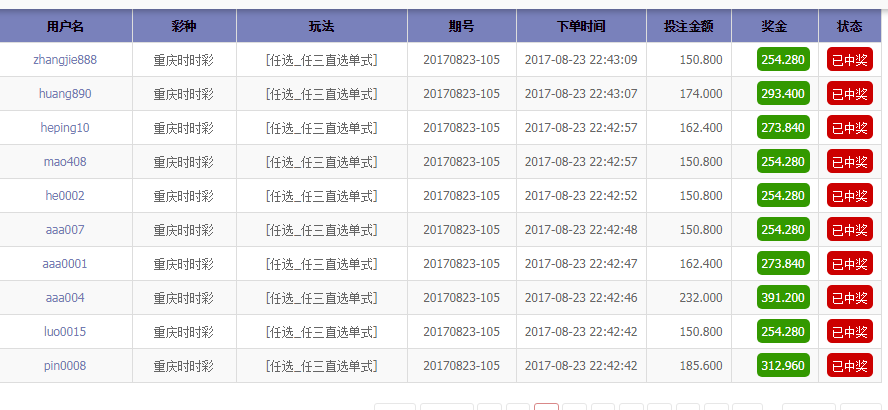 用户名 彩种 玩法 期号 下单时间 投注金额 奖金 状态
zhangjie888 重庆时时彩 [任选_任三直选单式] 20170823-105 2017-08-23 22:43:09 150.800 254.280 已中奖
huang890 重庆时时彩 [任选_任三直选单式] 20170823-105 2017-08-23 22:43:07 174.000 293.400 已中奖
heping10 重庆时时彩 [任选_任三直选单式] 20170823-105 2017-08-23 22:42:57 162.400 273.840 已中奖
mao408 重庆时时彩 [任选_任三直选单式] 20170823-105 2017-08-23 22:42:57 150.800 254.280 已中奖
he0002 重庆时时彩 [任选_任三直选单式] 20170823-105 2017-08-23 22:42:52 150.800 254.280 已中奖
aaa007 重庆时时彩 [任选_任三直选单式] 20170823-105 2017-08-23 22:42:48 150.800 254.280 已中奖
aaa0001 重庆时时彩 [任选_任三直选单式] 20170823-105 2017-08-23 22:42:47 162.400 273.840 已中奖
aaa004 重庆时时彩 [任选_任三直选单式] 20170823-105 2017-08-23 22:42:46 232.000 391.200 已中奖
luo0015 重庆时时彩 [任选_任三直选单式] 20170823-105 2017-08-23 22:42:42 150.800 254.280 已中奖
pin0008 重庆时时彩 [任选_任三直选单式] 20170823-105 2017-08-23 22:42:42 185.600 312.960 已中奖